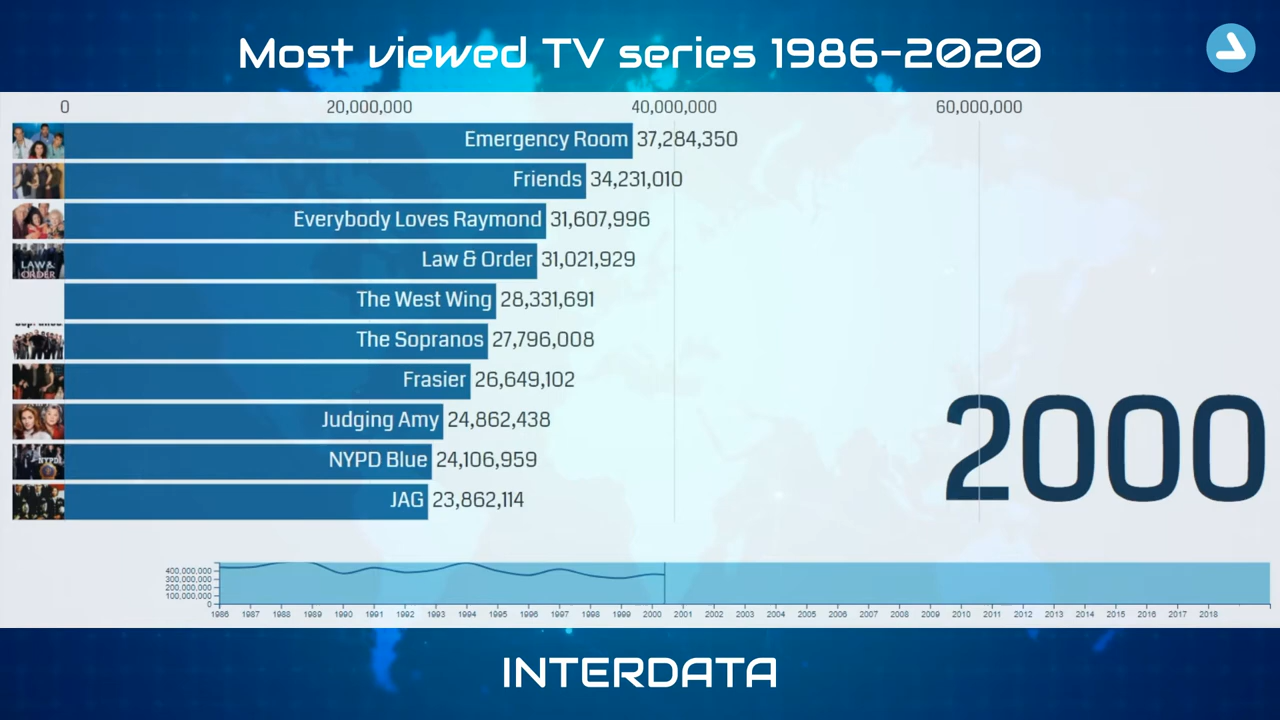 Most viewed TV series 1986-2020
0 20,000,000 40,000,000 60,000,000
Emergency Room 37,284,350
Friends 34,231,010
Everybody Loves Raymond 31,607,996
Law & Order 31,021,929
LAW &
ORDER
The West Wing 28,331,691
The Sopranos 27,796,008
Frasier 26,649,102
Judging Amy 24,862,438
NYPD Blue 24,106,959
JAG 23,862,114
2000
400,000,000
300,000,000
200,000,000
100,000,000
0
1986 1987 1988 1989 1990 1991 1992 1993 1994 1995 1996 1997 1998 1999 2000 2001 2002 2003 2004 2005 2006 2007 2008 2009 2010 2011 2012 2013 2014 2015 2016 2017 2018
INTERDATA